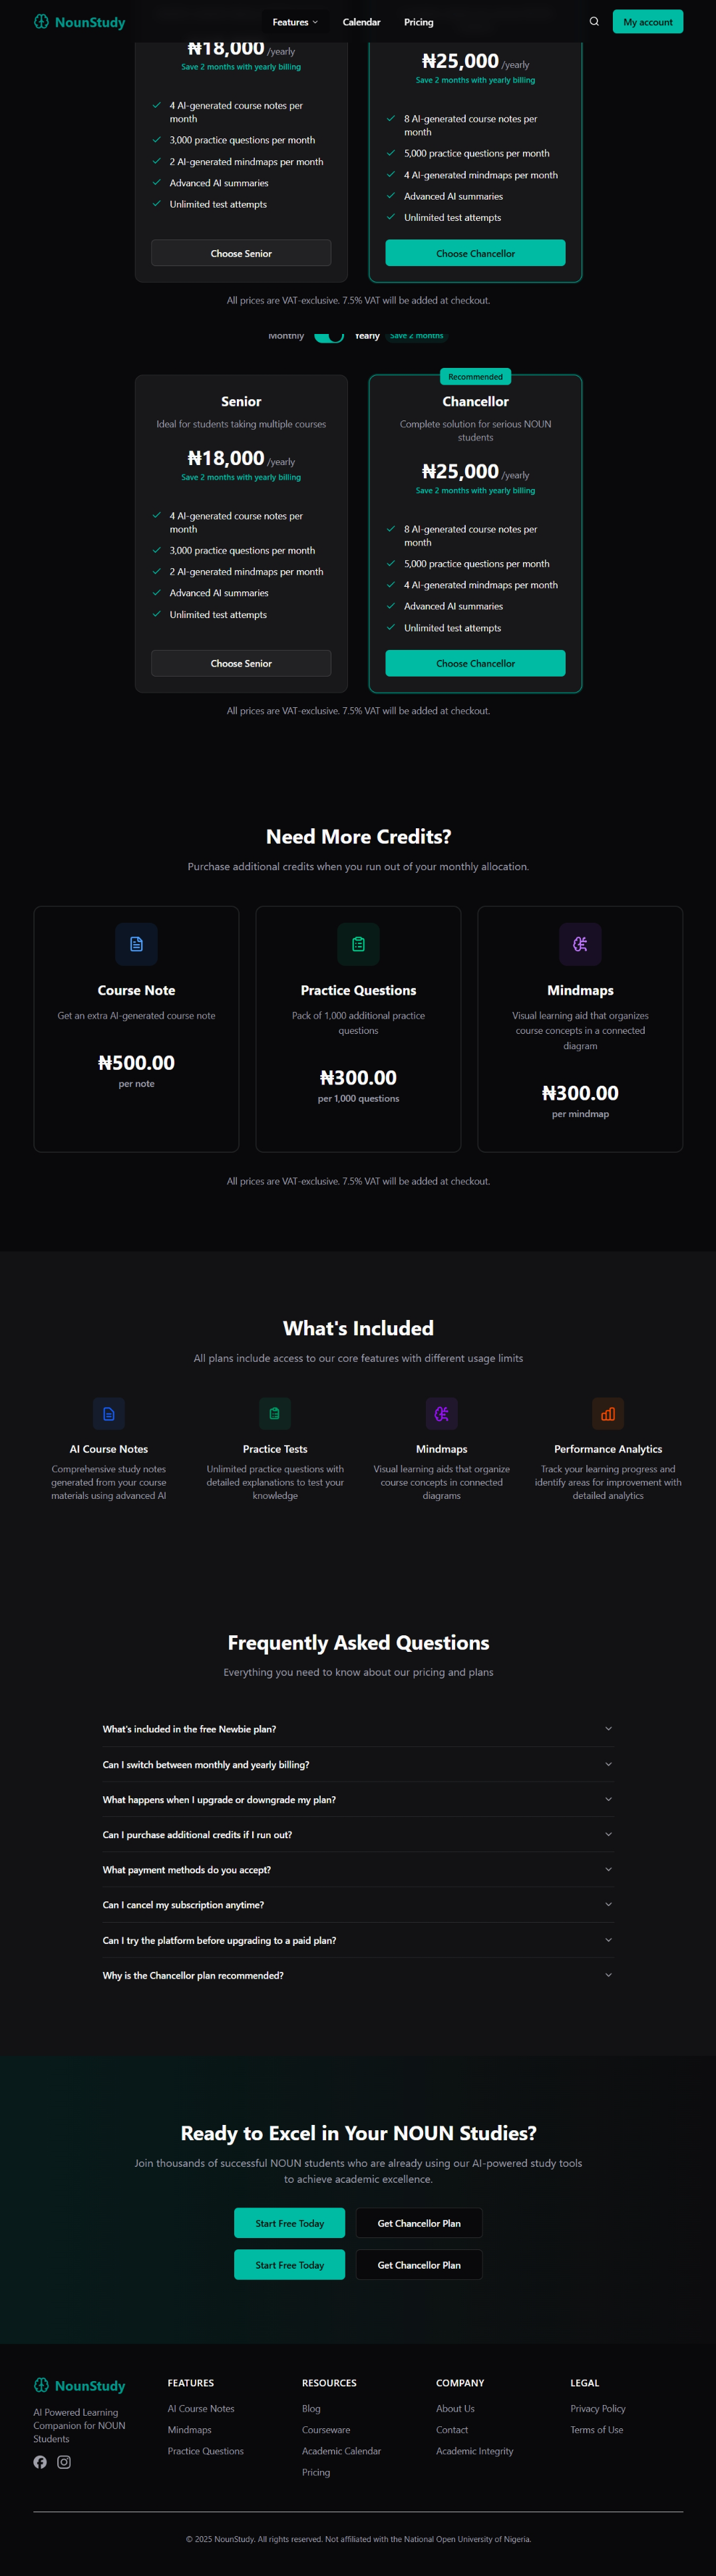 NounStudy
Features
Calendar
Pricing
My account
₦18,000 /yearly
Save 2 months with yearly billing
4 AI-generated course notes per
month
3,000 practice questions per month
2 AI-generated mindmaps per month
Advanced AI summaries
Unlimited test attempts
Choose Senior
₦25,000 /yearly
Save 2 months with yearly billing
8 AI-generated course notes per
month
5,000 practice questions per month
4 AI-generated mindmaps per month
Advanced AI summaries
Unlimited test attempts
Choose Chancellor
All prices are VAT-exclusive. 7.5% VAT will be added at checkout.
Monthly
Yearly
Save 2 months
Senior
Ideal for students taking multiple courses
₦18,000 /yearly
Save 2 months with yearly billing
4 AI-generated course notes per
month
3,000 practice questions per month
2 AI-generated mindmaps per month
Advanced AI summaries
Unlimited test attempts
Choose Senior
Recommended
Chancellor
Complete solution for serious NOUN
students
₦25,000 /yearly
Save 2 months with yearly billing
8 AI-generated course notes per
month
5,000 practice questions per month
4 AI-generated mindmaps per month
Advanced AI summaries
Unlimited test attempts
Choose Chancellor
All prices are VAT-exclusive. 7.5% VAT will be added at checkout.
Need More Credits?
Purchase additional credits when you run out of your monthly allocation.
Course Note
Get an extra AI-generated course note
₦500.00
per note
Practice Questions
Pack of 1,000 additional practice
questions
₦300.00
per 1,000 questions
Mindmaps
Visual learning aid that organizes
course concepts in a connected
diagram
₦300.00
per mindmap
All prices are VAT-exclusive. 7.5% VAT will be added at checkout.
What's Included
All plans include access to our core features with different usage limits
AI Course Notes
Comprehensive study notes
generated from your course
materials using advanced AI
Practice Tests
Unlimited practice questions with
detailed explanations to test your
knowledge
Mindmaps
Visual learning aids that organize
course concepts in connected
diagrams
Performance Analytics
Track your learning progress and
identify areas for improvement with
detailed analytics
Frequently Asked Questions
Everything you need to know about our pricing and plans
What's included in the free Newbie plan?
Can I switch between monthly and yearly billing?
What happens when I upgrade or downgrade my plan?
Can I purchase additional credits if I run out?
What payment methods do you accept?
Can I cancel my subscription anytime?
Can I try the platform before upgrading to a paid plan?
Why is the Chancellor plan recommended?
Ready to Excel in Your NOUN Studies?
Join thousands of successful NOUN students who are already using our AI-powered study tools
to achieve academic excellence.
Start Free Today
Get Chancellor Plan
Start Free Today
Get Chancellor Plan
NounStudy
AI Powered Learning
Companion for NOUN
Students
FEATURES
AI Course Notes
Mindmaps
Practice Questions
RESOURCES
Blog
Courseware
Academic Calendar
Pricing
COMPANY
About Us
Contact
Academic Integrity
LEGAL
Privacy Policy
Terms of Use
© 2025 NounStudy. All rights reserved. Not affiliated with the National Open University of Nigeria.